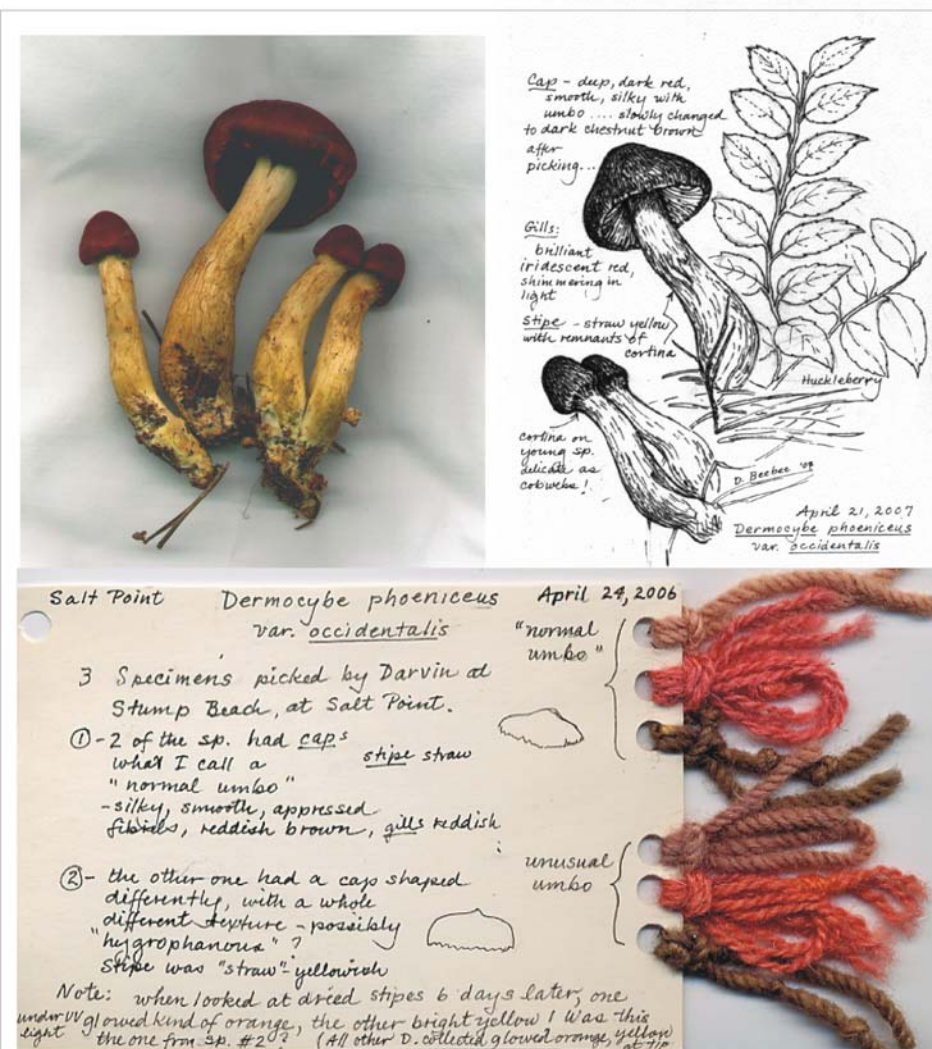 Cap - deep, dark red,
smooth, silky with
umbo .... slowly changed
to dark chestnut brown
after
picking...
Gills:
brilliant
iridescent red,
shimmering in
light
Stipe - straw yellow
with remnants of
cortina
Huckleberry
cortina on
young sp.
delicate as
cobwebs!
D. Beebee '07
April 21, 2007
Dermocybe phoeniceus
var. occidentalis
Salt Point Dermocybe phoeniceus April 24, 2006
var. occidentalis
"normal
umbo"
3 Specimens picked by Darvin at
Stump Beach, at Salt Point.
① - 2 of the sp. had caps
what I call a
"normal umbo"
- silky, smooth, appressed
fibrils, reddish brown, gills reddish
stipe straw
② - the other one had a cap shaped
differently, with a whole
different texture - possibly
"hygrophanous" ?
Stipe was "straw"-yellowish
unusual
umbo
Note: when looked at dried stipes 6 days later, one
under UV light glowed kind of orange, the other bright yellow! Was this
the one from sp. #2? (All other D. collected glowed orange, yellow
at tip